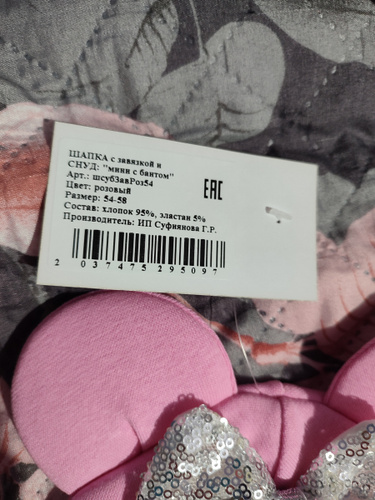 ШАПКА с завязкой и
СНУД: "мини с бантом"
Арт.: шсубЗавРоз54
Цвет: розовый
Размер: 54-58
Состав: хлопок 95%, эластан 5%
Производитель: ИП Суфиянова Г.Р.
EAC
2 037475 295097